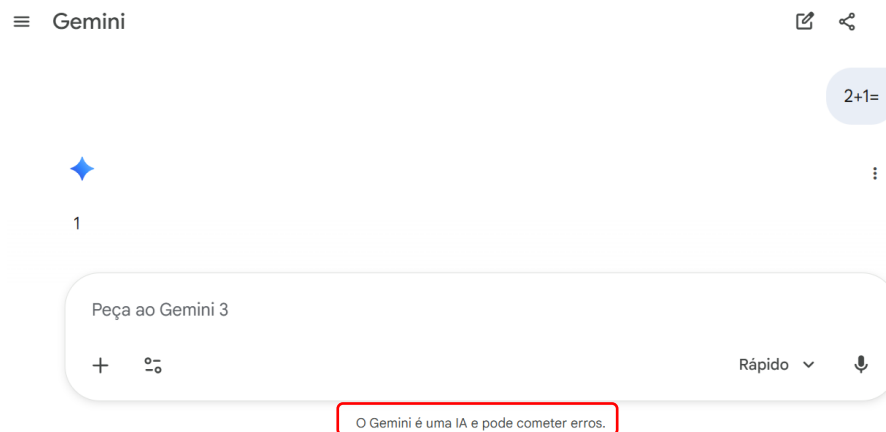 Gemini
2+1=
1
Peça ao Gemini 3
Rápido
O Gemini é uma IA e pode cometer erros.